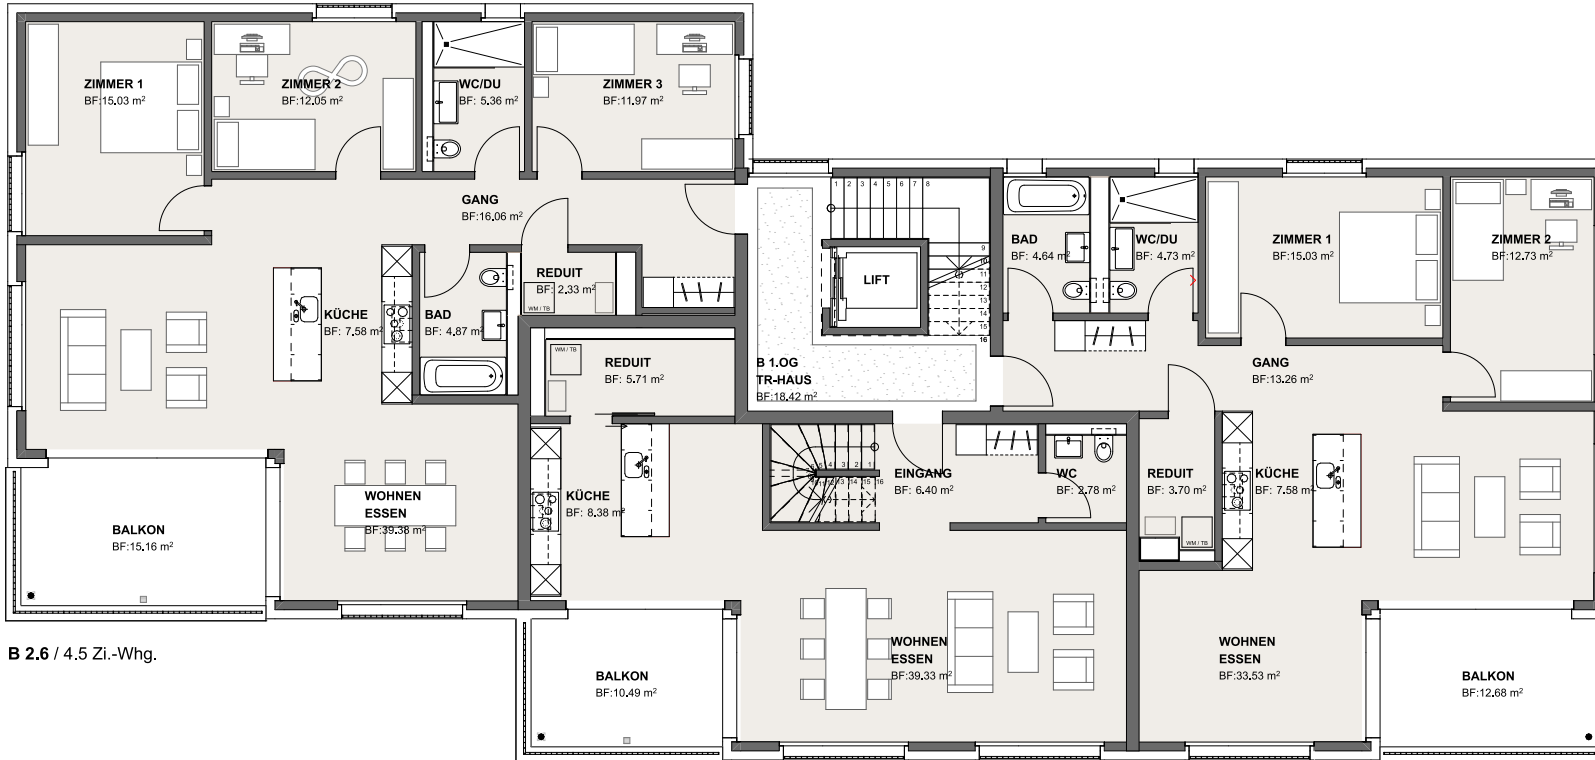 ZIMMER 1
BF:15.03 m²
ZIMMER 2
BF:12.05 m²
WC/DU
BF: 5.36 m²
ZIMMER 3
BF:11.97 m²
GANG
BF:16.06 m²
REDUIT
BF: 2.33 m²
WM / TB
KÜCHE
BF: 7.58 m²
BAD
BF: 4.87 m²
WOHNEN
ESSEN
BF:39.38 m²
BALKON
BF:15.16 m²
B 2.6 / 4.5 Zi.-Whg.
REDUIT
BF: 5.71 m²
WM / TB
KÜCHE
BF: 8.38 m²
EINGANG
BF: 6.40 m²
WC
BF: 2.78 m²
WOHNEN
ESSEN
BF:39.33 m²
BALKON
BF:10.49 m²
1 2 3 4 5 6 7 8
9
10
11
12
13
14
15
16
LIFT
B 1.OG
TR-HAUS
BF:18.42 m²
BAD
BF: 4.64 m²
WC/DU
BF: 4.73 m²
ZIMMER 1
BF:15.03 m²
ZIMMER 2
BF:12.73 m²
GANG
BF:13.26 m²
REDUIT
BF: 3.70 m²
WM / TB
KÜCHE
BF: 7.58 m²
WOHNEN
ESSEN
BF:33.53 m²
BALKON
BF:12.68 m²